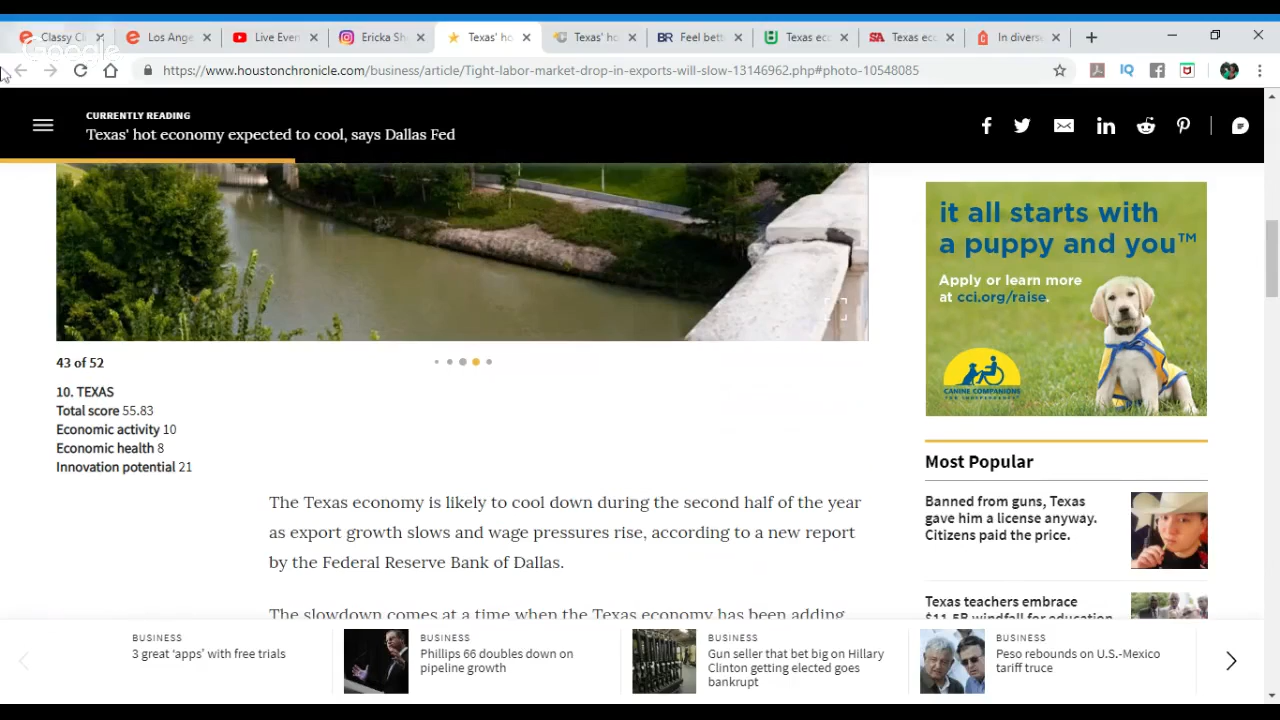 Classy Cl
Los Ange
Live Even
Ericka Sh
Texas' ho
Texas' ho
Feel bett
Texas ec
Texas ec
In divers
Google
https://www.houstonchronicle.com/business/article/Tight-labor-market-drop-in-exports-will-slow-13146962.php#photo-10548085
CURRENTLY READING
Texas' hot economy expected to cool, says Dallas Fed
it all starts with
a puppy and you™
Apply or learn more
at cci.org/raise.
CANINE COMPANIONS
FOR INDEPENDENCE
43 of 52
10. TEXAS
Total score 55.83
Economic activity 10
Economic health 8
Innovation potential 21
The Texas economy is likely to cool down during the second half of the year
as export growth slows and wage pressures rise, according to a new report
by the Federal Reserve Bank of Dallas.
The slowdown comes at a time when the Texas economy has been adding
Most Popular
Banned from guns, Texas
gave him a license anyway.
Citizens paid the price.
Texas teachers embrace
$11.5B windfall for education
BUSINESS
3 great ‘apps’ with free trials
BUSINESS
Phillips 66 doubles down on
pipeline growth
BUSINESS
Gun seller that bet big on Hillary
Clinton getting elected goes
bankrupt
BUSINESS
Peso rebounds on U.S.-Mexico
tariff truce